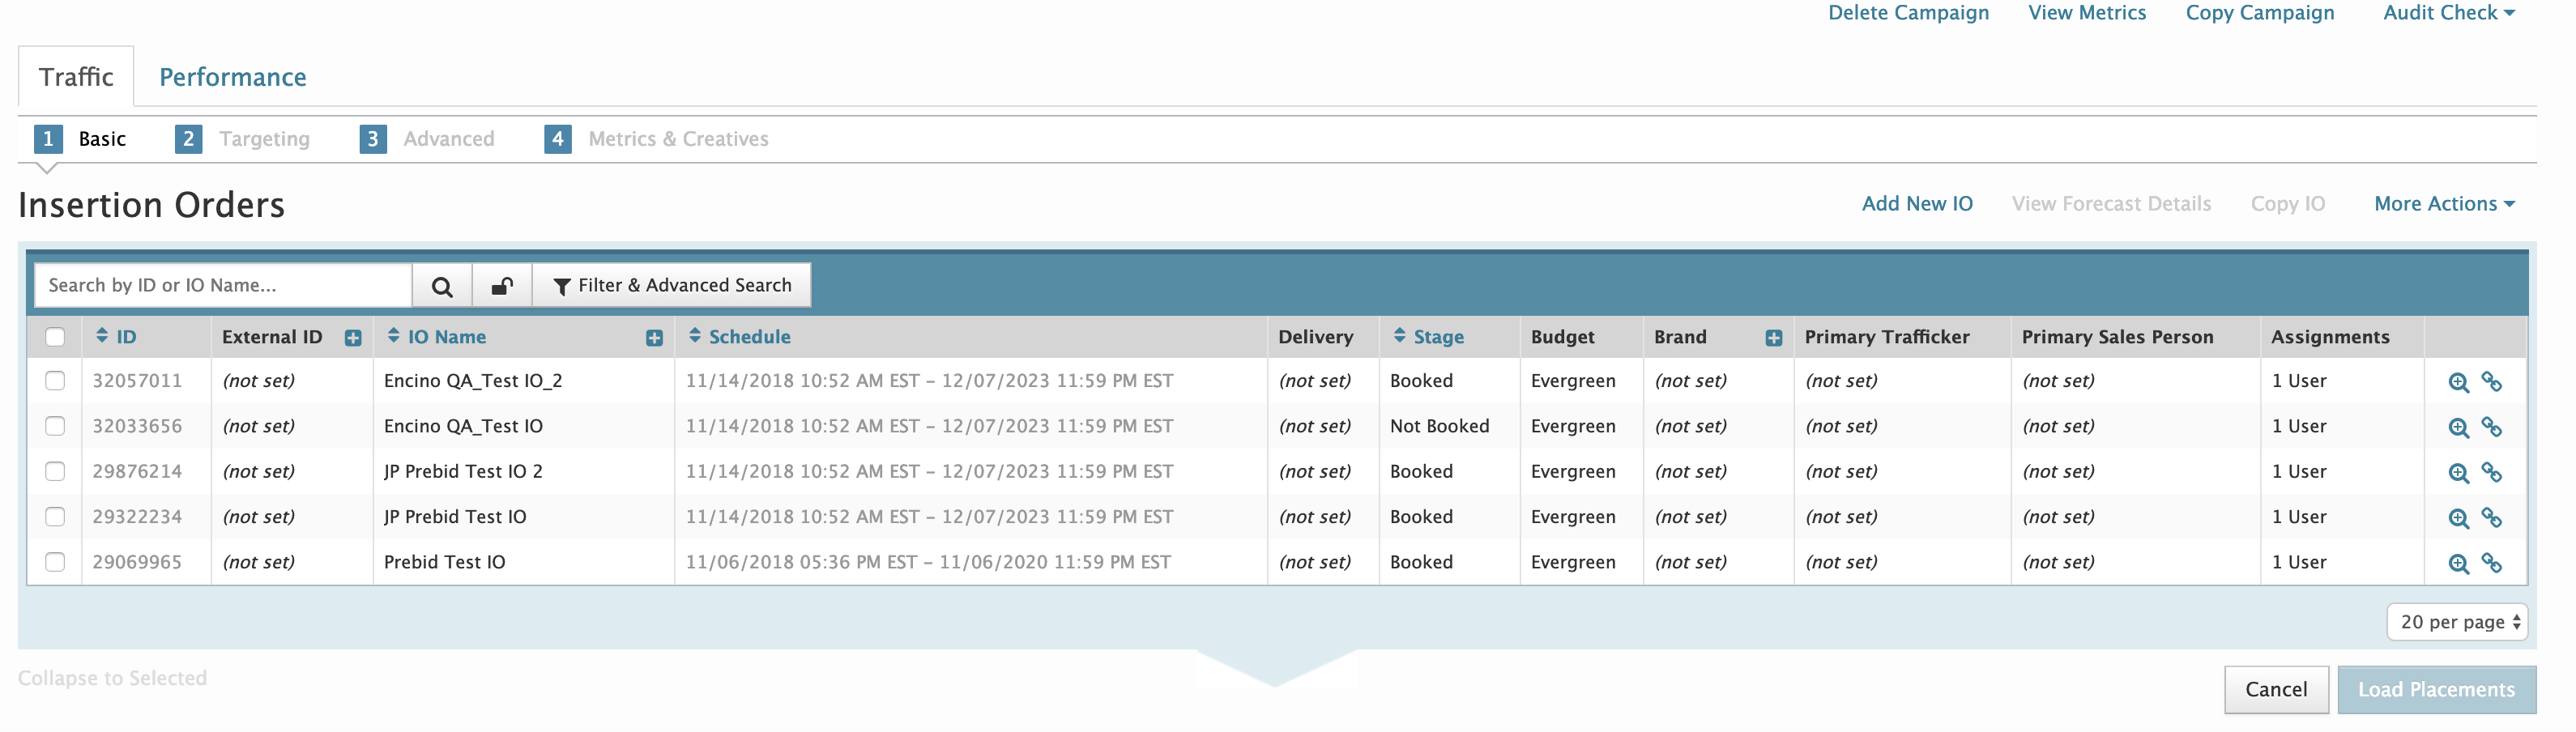 Delete Campaign View Metrics Copy Campaign Audit Check
Traffic Performance
1 Basic 2 Targeting 3 Advanced 4 Metrics & Creatives
Insertion Orders Add New IO View Forecast Details Copy IO More Actions
Search by ID or IO Name... Filter & Advanced Search
ID External ID IO Name Schedule Delivery Stage Budget Brand Primary Trafficker Primary Sales Person Assignments
32057011 (not set) Encino QA_Test IO_2 11/14/2018 10:52 AM EST – 12/07/2023 11:59 PM EST (not set) Booked Evergreen (not set) (not set) (not set) 1 User
32033656 (not set) Encino QA_Test IO 11/14/2018 10:52 AM EST – 12/07/2023 11:59 PM EST (not set) Not Booked Evergreen (not set) (not set) (not set) 1 User
29876214 (not set) JP Prebid Test IO 2 11/14/2018 10:52 AM EST – 12/07/2023 11:59 PM EST (not set) Booked Evergreen (not set) (not set) (not set) 1 User
29322234 (not set) JP Prebid Test IO 11/14/2018 10:52 AM EST – 12/07/2023 11:59 PM EST (not set) Booked Evergreen (not set) (not set) (not set) 1 User
29069965 (not set) Prebid Test IO 11/06/2018 05:36 PM EST – 11/06/2020 11:59 PM EST (not set) Booked Evergreen (not set) (not set) (not set) 1 User
20 per page
Collapse to Selected Cancel Load Placements